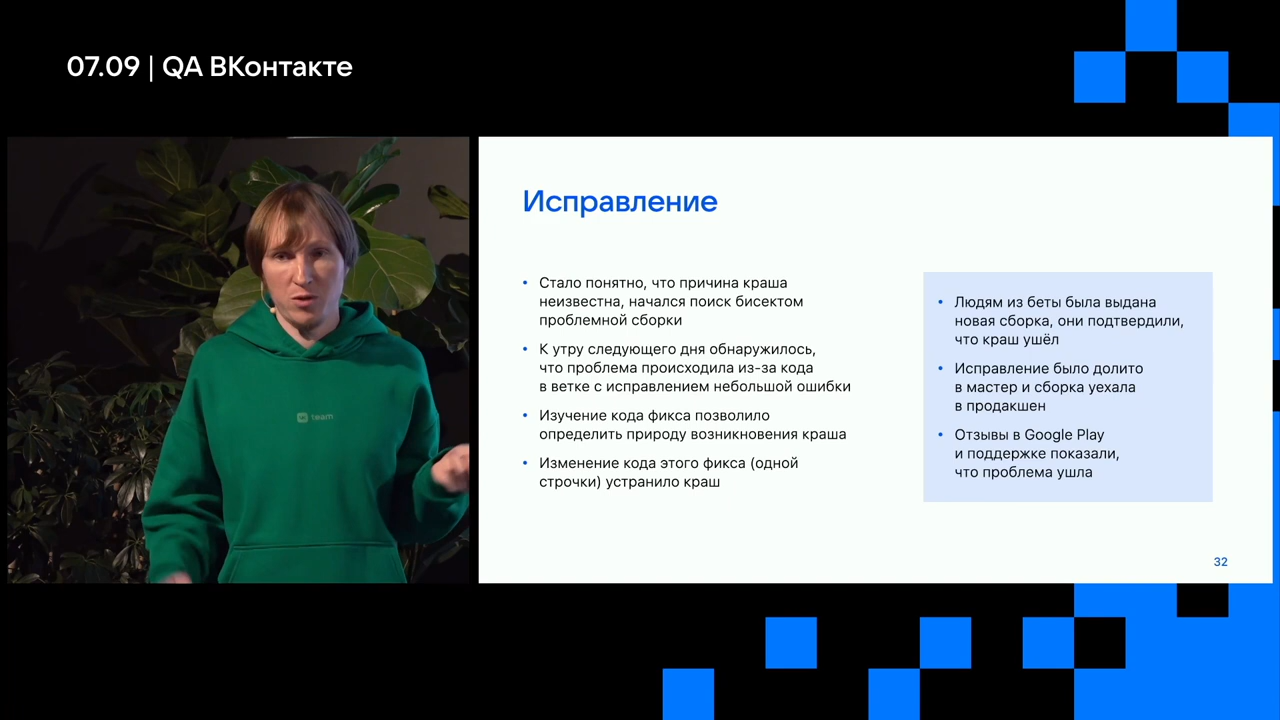 07.09 | QA ВКонтакте
team
Исправление
• Стало понятно, что причина краша
неизвестна, начался поиск бисектом
проблемной сборки
• К утру следующего дня обнаружилось,
что проблема происходила из-за кода
в ветке с исправлением небольшой ошибки
• Изучение кода фикса позволило
определить природу возникновения краша
• Изменение кода этого фикса (одной
строчки) устранило краш
• Людям из беты была выдана
новая сборка, они подтвердили,
что краш ушёл
• Исправление было долито
в мастер и сборка уехала
в продакшен
• Отзывы в Google Play
и поддержке показали,
что проблема ушла
32